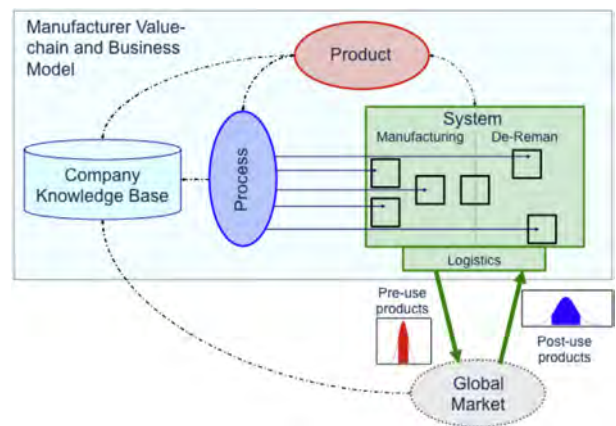 Manufacturer Value-
chain and Business
Model
Product
System
Manufacturing
De-Reman
Company
Knowledge Base
Process
Logistics
Pre-use
products
Post-use
products
Global
Market